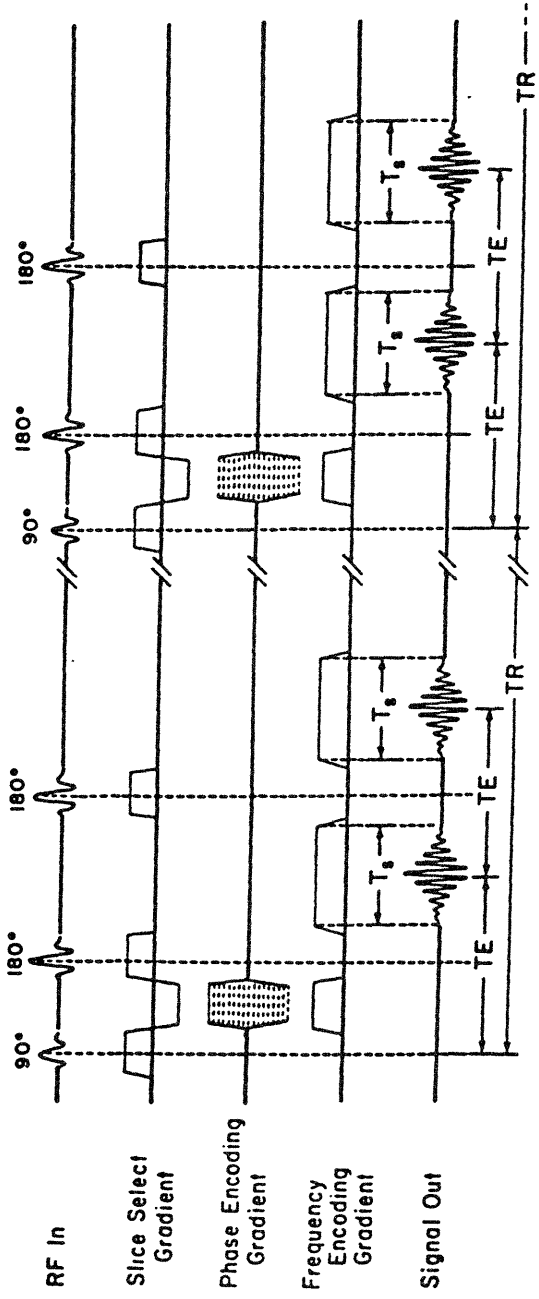 90° 180° 180° 90° 180° 180°
RF In
Slice Select
Gradient
Phase Encoding
Gradient
Frequency
Encoding
Gradient
Tₛ Tₛ Tₛ Tₛ
Signal Out
TE TE TE TE
TR TR